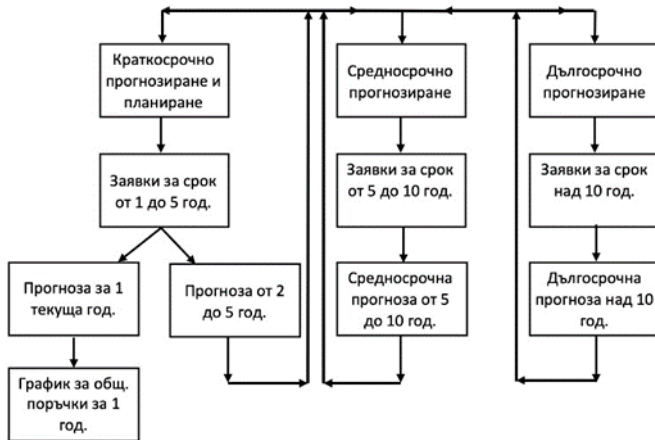 Краткосрочно
прогнозиране и
планиране
Средносрочно
прогнозиране
Дългосрочно
прогнозиране
Заявки за срок
от 1 до 5 год.
Заявки за срок
от 5 до 10 год.
Заявки за срок
над 10 год.
Прогноза за 1
текуща год.
Прогноза от 2
до 5 год.
Средносрочна
прогноза от 5
до 10 год.
Дългосрочна
прогноза над 10
год.
График за общ.
поръчки за 1
год.